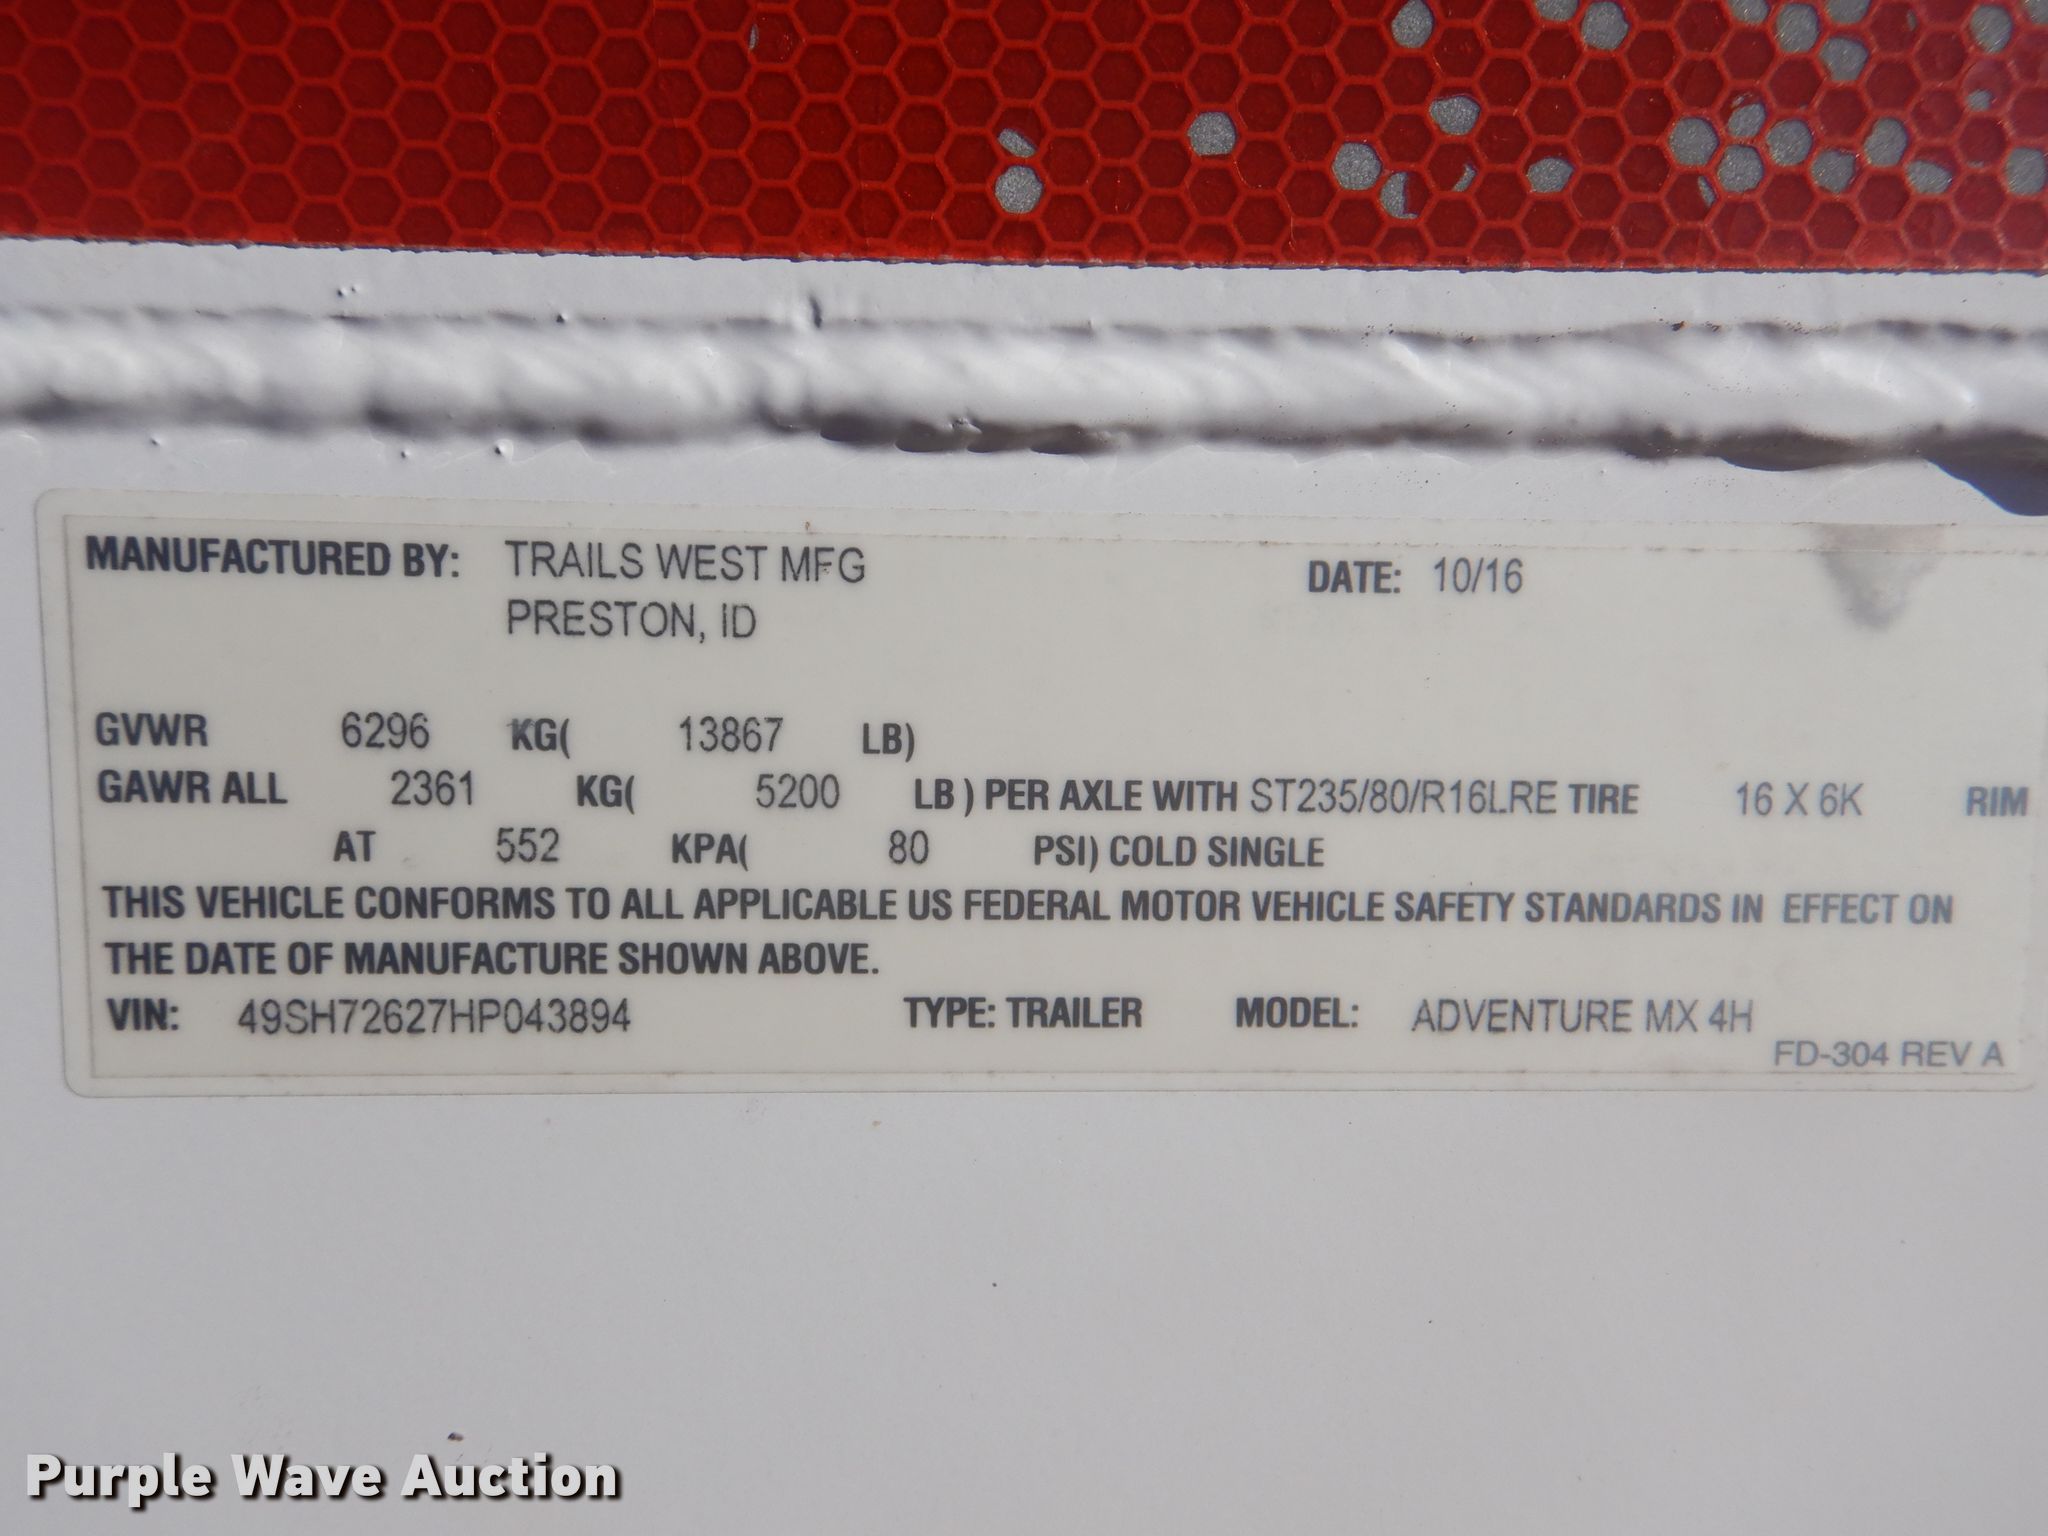 MANUFACTURED BY: TRAILS WEST MFG DATE: 10/16
PRESTON, ID
GVWR 6296 KG( 13867 LB)
GAWR ALL 2361 KG( 5200 LB ) PER AXLE WITH ST235/80/R16LRE TIRE 16 X 6K RIM
AT 552 KPA( 80 PSI) COLD SINGLE
THIS VEHICLE CONFORMS TO ALL APPLICABLE US FEDERAL MOTOR VEHICLE SAFETY STANDARDS IN EFFECT ON
THE DATE OF MANUFACTURE SHOWN ABOVE.
VIN: 49SH72627HP043894 TYPE: TRAILER MODEL: ADVENTURE MX 4H
FD-304 REV A
Purple Wave Auction